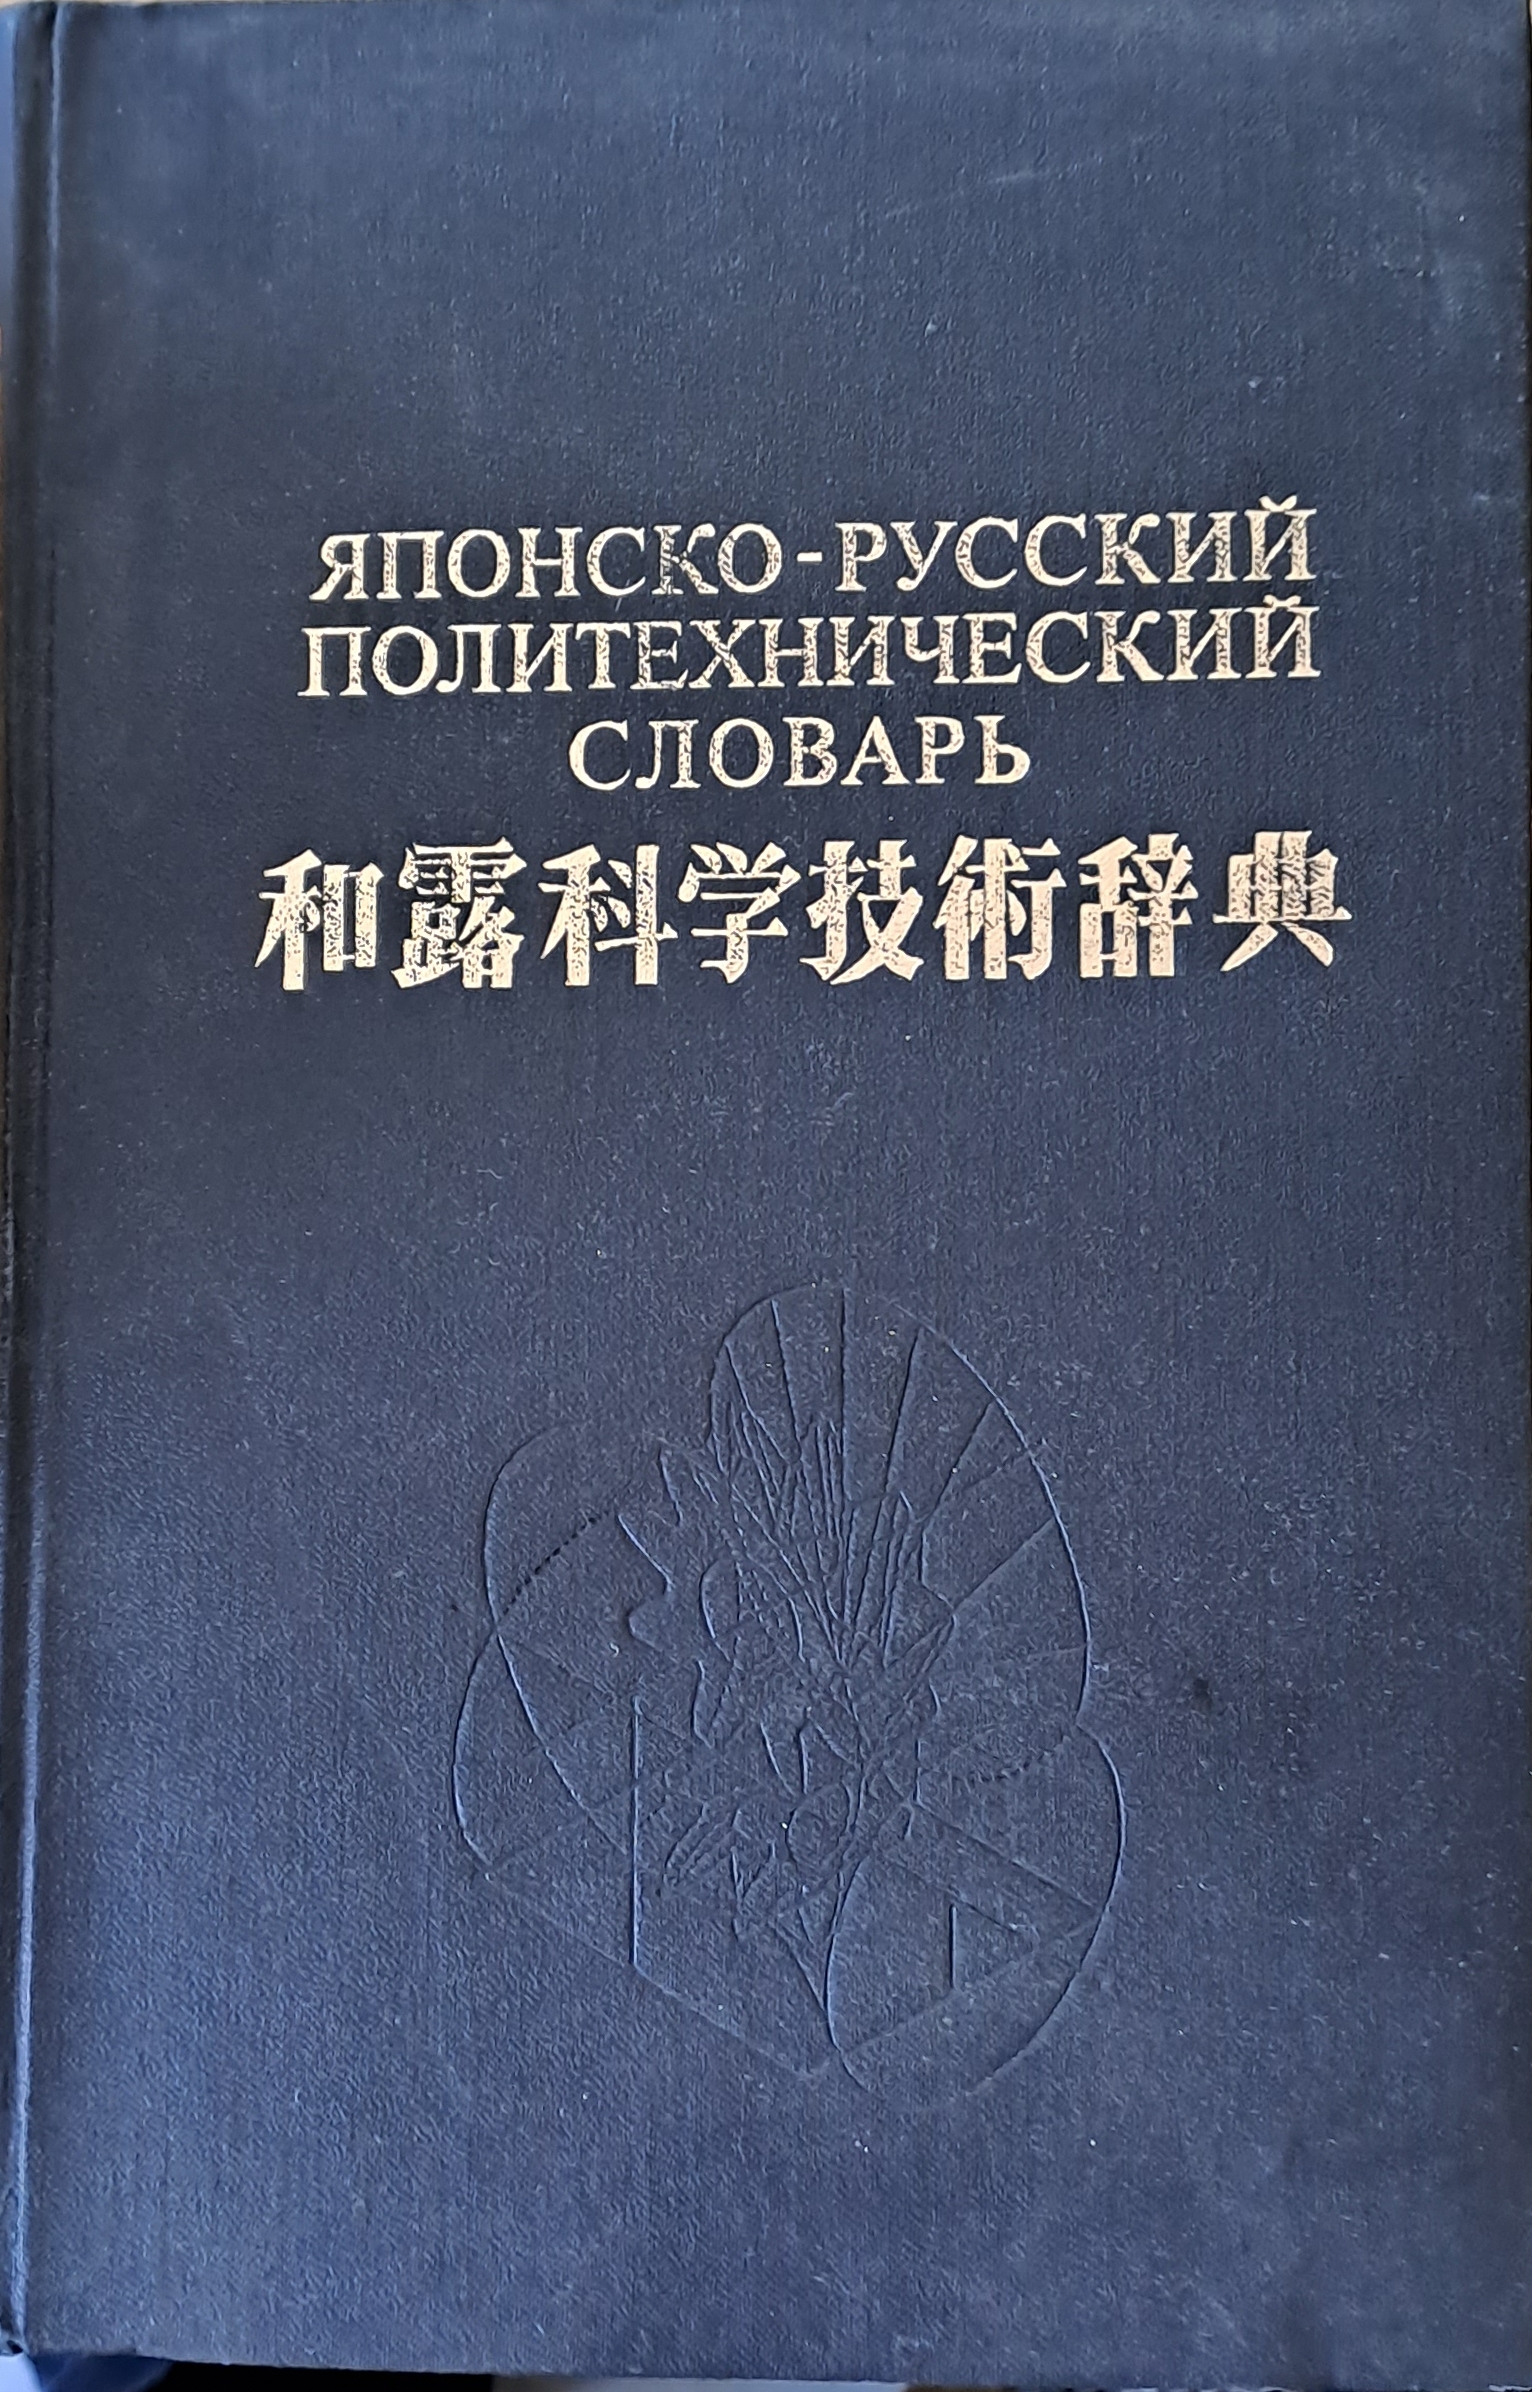 ЯПОНСКО-РУССКИЙ
ПОЛИТЕХНИЧЕСКИЙ
СЛОВАРЬ
和露科学技術辞典